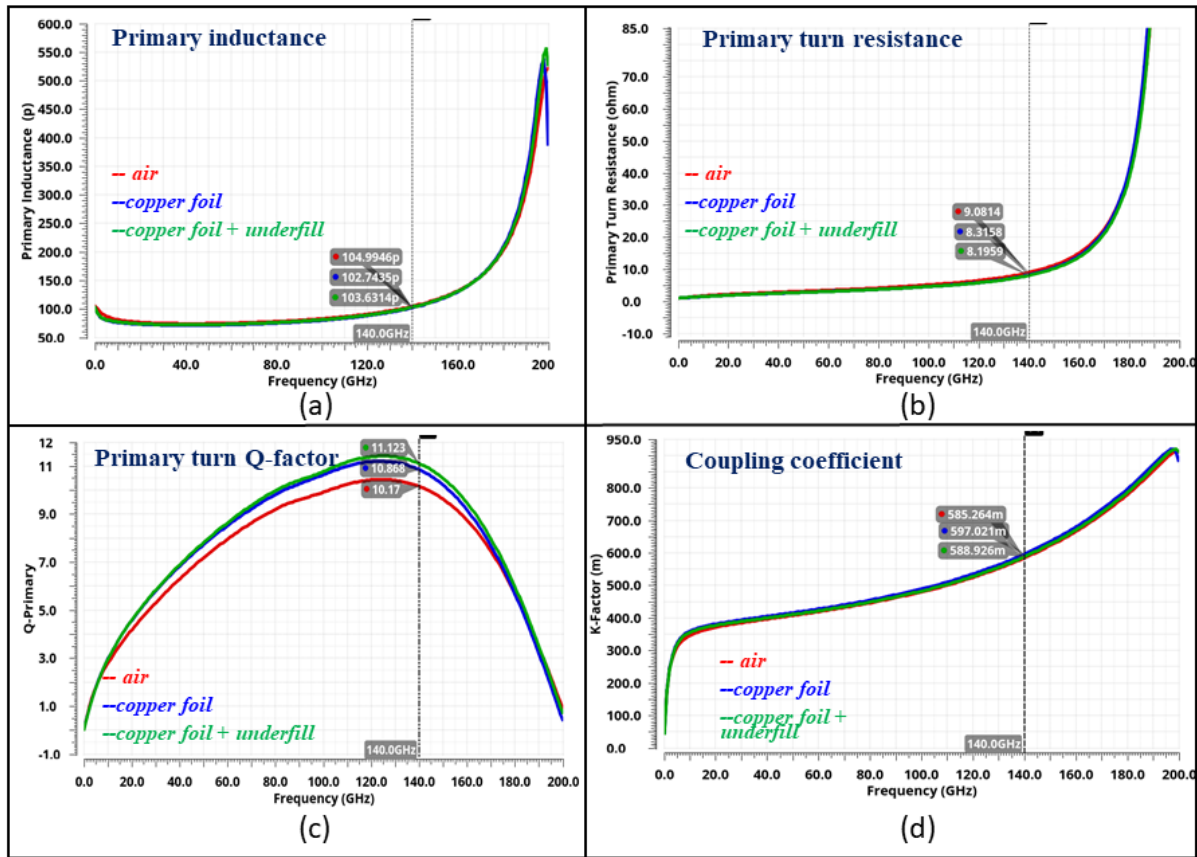 Primary inductance
600.0
550.0
500.0
450.0
400.0
350.0
300.0
250.0
200.0
150.0
100.0
50.0
Primary Inductance (p)
-- air
--copper foil
--copper foil + underfill
104.9946p
102.7435p
103.6314p
140.0GHz
0.0 40.0 80.0 120.0 160.0 200.0
Frequency (GHz)
(a)
Primary turn resistance
85.0
70.0
60.0
50.0
40.0
30.0
20.0
10.0
0.0
-10.0
Primary Turn Resistance (ohm)
-- air
--copper foil
--copper foil + underfill
9.0814
8.3158
8.1959
140.0GHz
0.0 20.0 40.0 60.0 80.0 100.0 120.0 140.0 160.0 180.0 200.0
Frequency (GHz)
(b)
Primary turn Q-factor
12
11
9.0
7.0
5.0
3.0
1.0
-1.0
Q-Primary
11.123
10.868
10.17
-- air
--copper foil
--copper foil + underfill
140.0GHz
0.0 20.0 40.0 60.0 80.0 100.0 120.0 140.0 160.0 180.0 200.0
Frequency (GHz)
(c)
Coupling coefficient
950.0
800.0
700.0
600.0
500.0
400.0
300.0
200.0
100.0
0.0
K-Factor (m)
585.264m
597.021m
588.926m
-- air
--copper foil
--copper foil +
underfill
140.0GHz
0.0 20.0 40.0 60.0 80.0 100.0 120.0 140.0 160.0 180.0 200.0
Frequency (GHz)
(d)